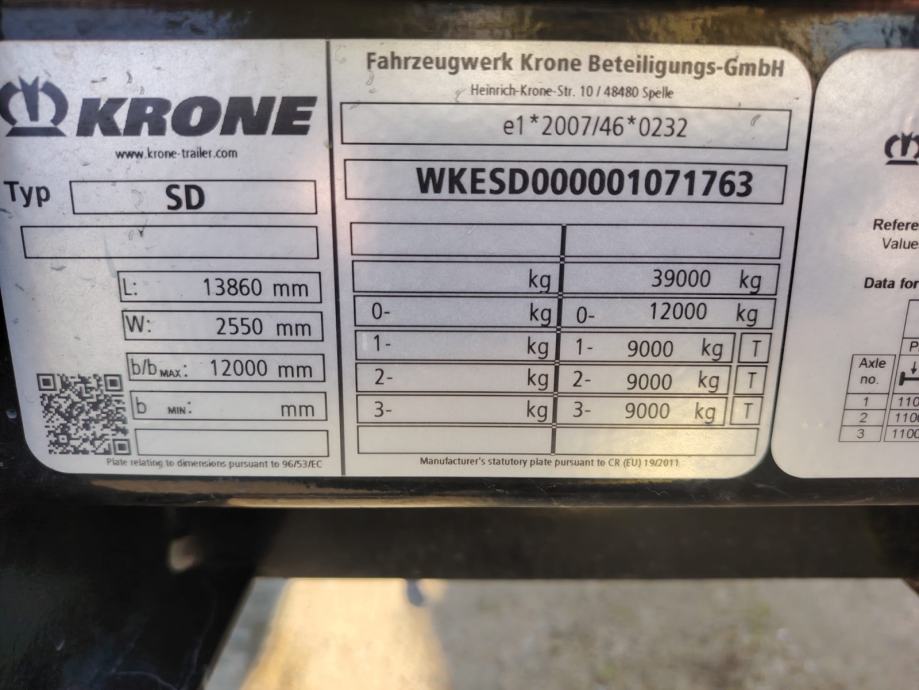 KRONE
www.krone-trailer.com
Typ SD
L: 13860 mm
W: 2550 mm
b/b MAX: 12000 mm
b MIN: mm
Plate relating to dimensions pursuant to 96/53/EC
Fahrzeugwerk Krone Beteiligungs-GmbH
Heinrich-Krone-Str. 10 / 48480 Spelle
e1*2007/46*0232
WKESD000001071763
kg 39000 kg
0- kg 0- 12000 kg
1- kg 1- 9000 kg T
2- kg 2- 9000 kg T
3- kg 3- 9000 kg T
Manufacturer's statutory plate pursuant to CR (EU) 19/2011
Data for
Axle
no.
1
2
3